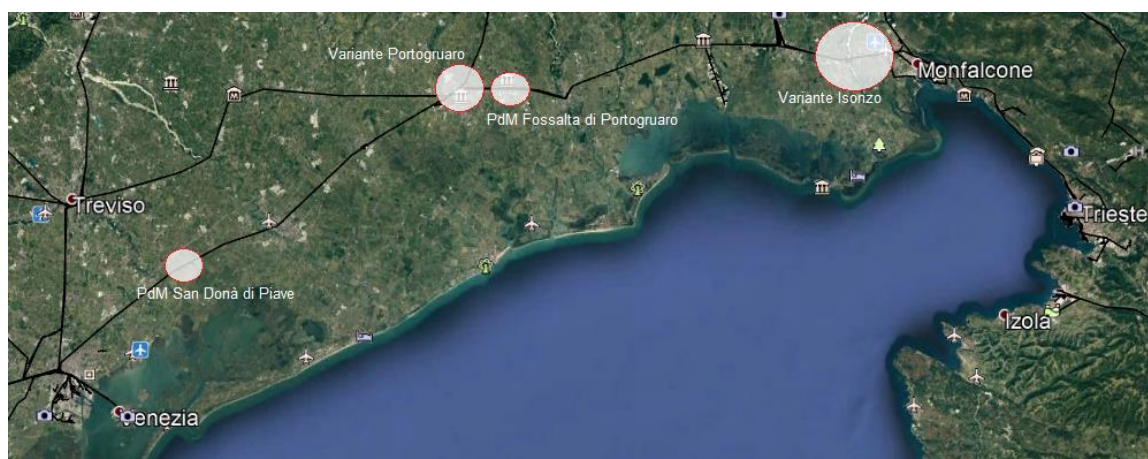 Variante Portogruaro
Monfalcone
Variante Isonzo
PdM Fossalta di Portogruaro
Treviso
Trieste
PdM San Donà di Piave
Izola
Venezia